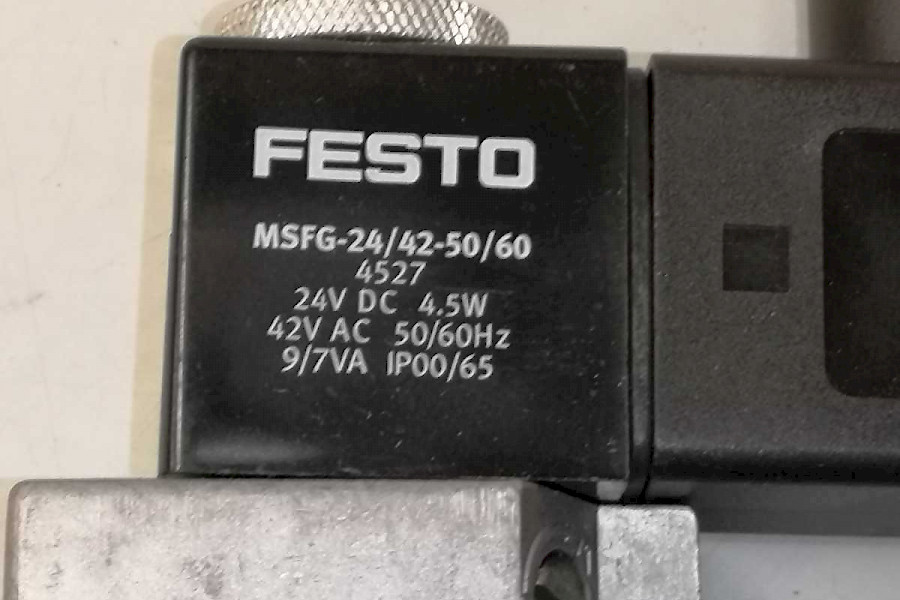 FESTO
MSFG-24/42-50/60
4527
24V DC 4.5W
42V AC 50/60Hz
9/7VA IP00/65